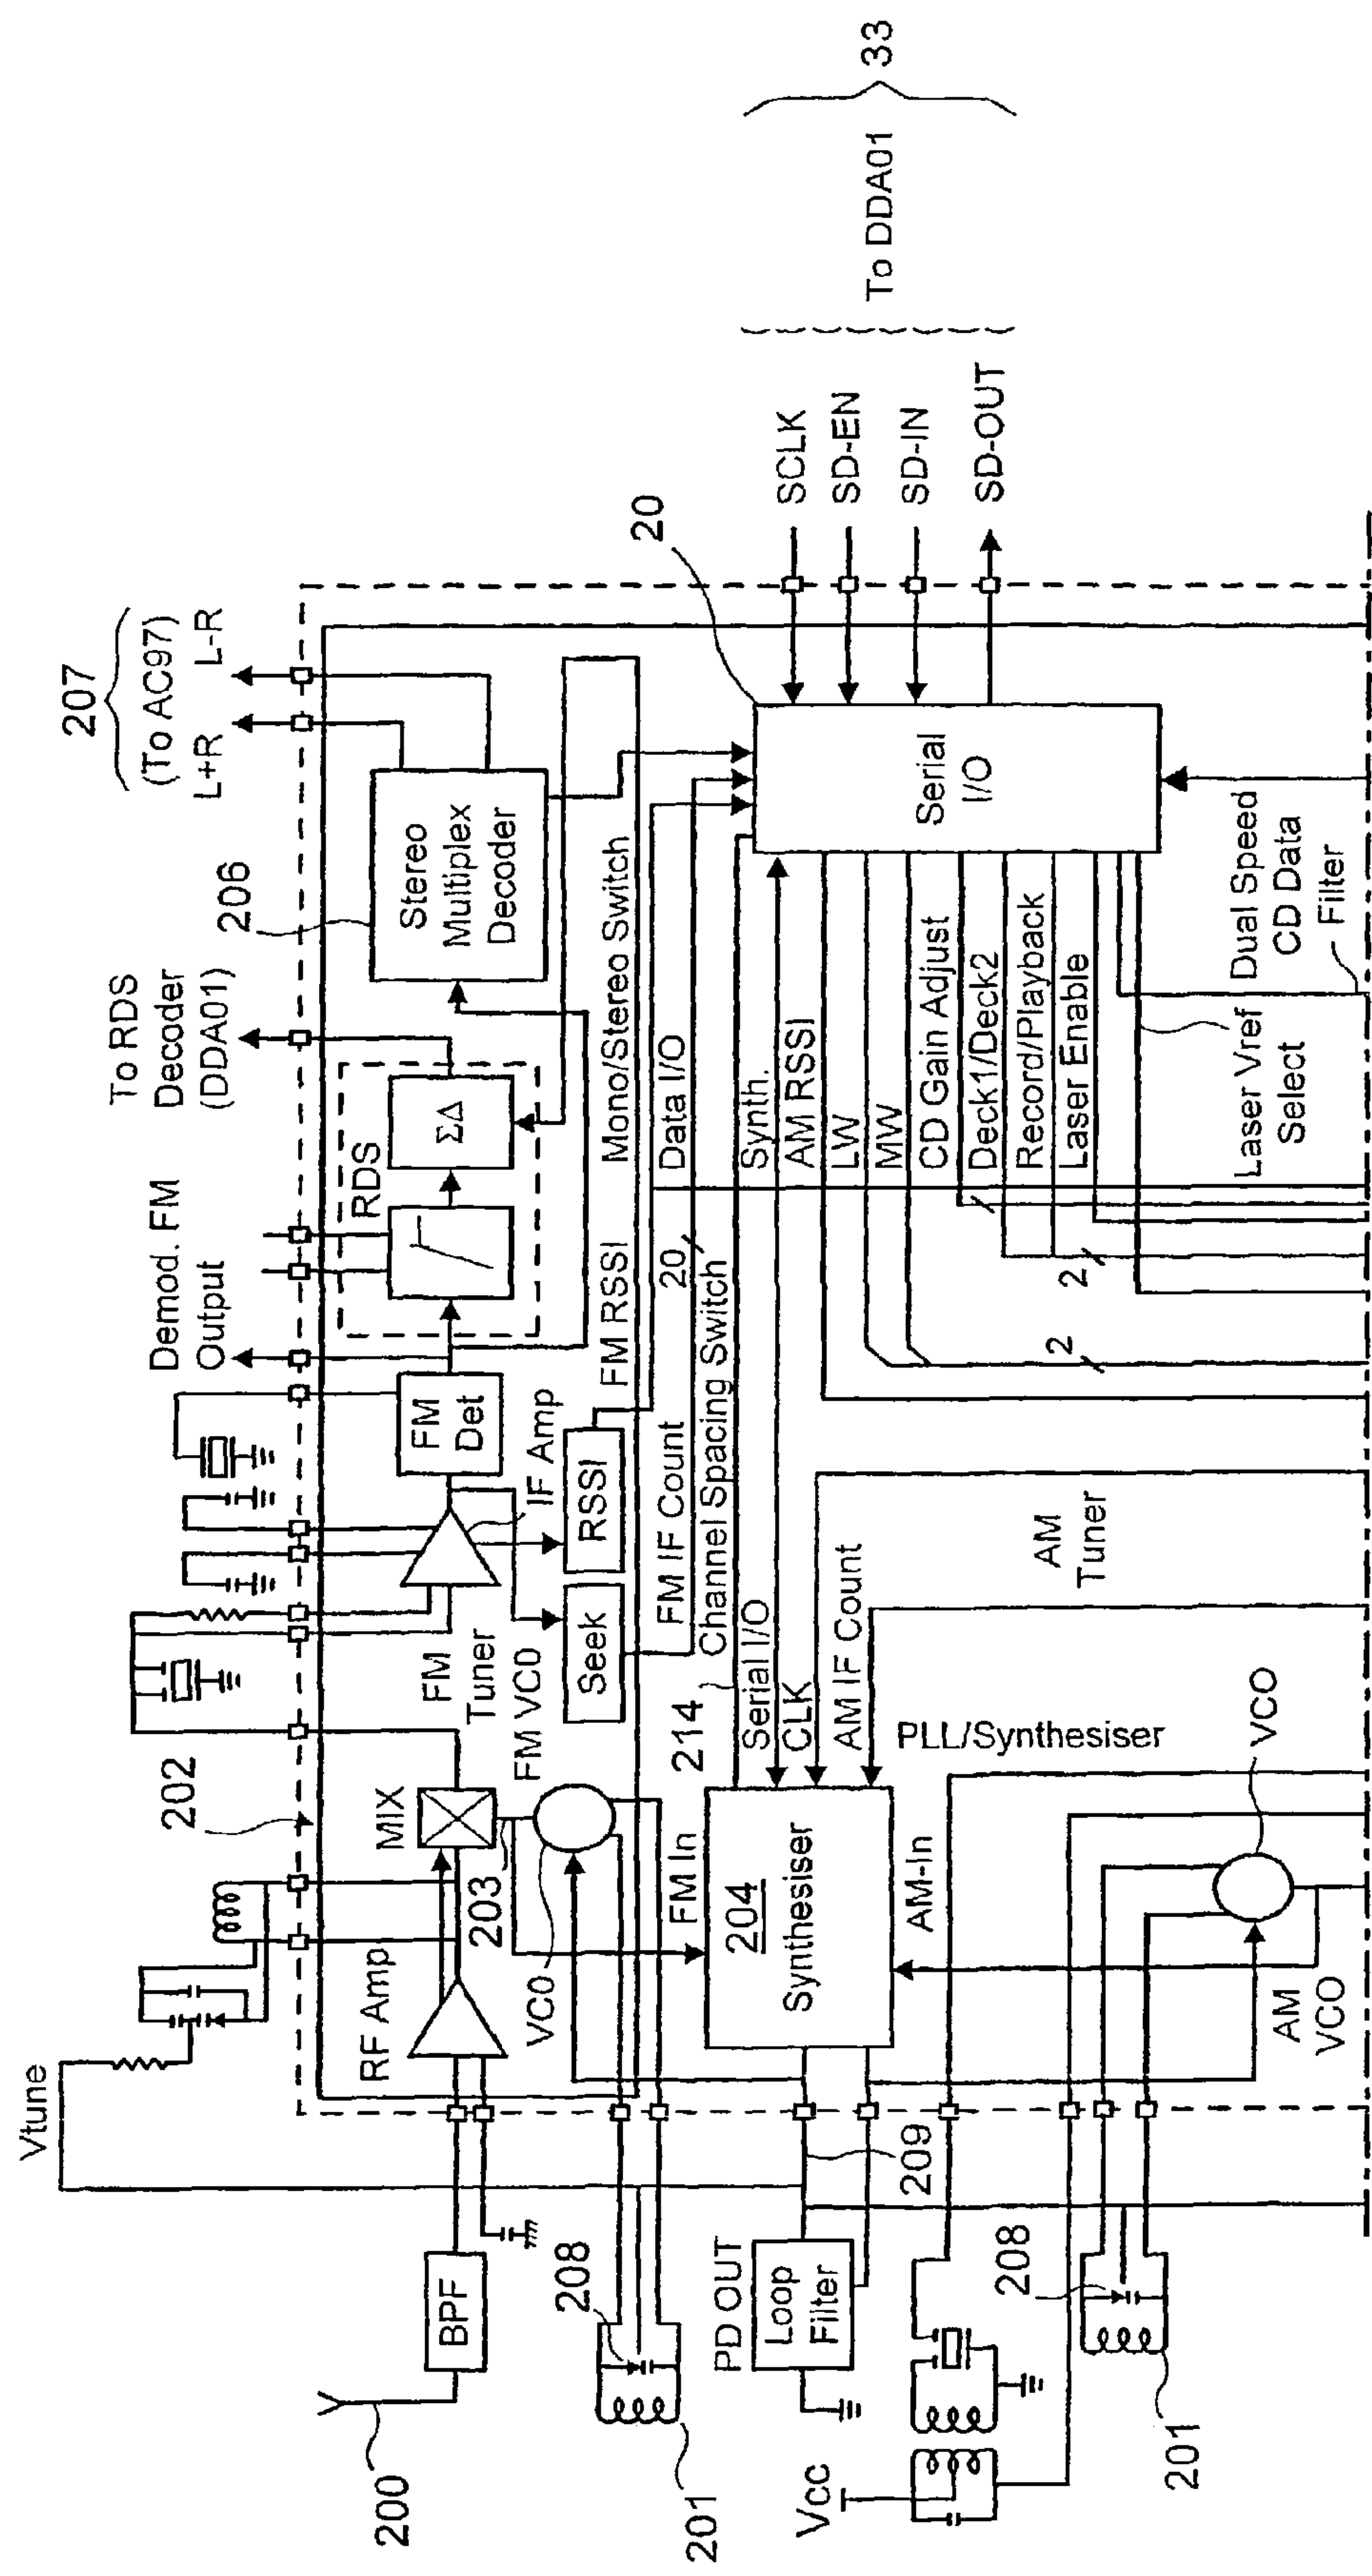 Vtune
200
BPF
RF Amp
MIX
202
203
VC0
FM VC0
FM
Tuner
IF Amp
Seek
RSSI
FM
Det
Demod. FM
Output
RDS
ΣΔ
To RDS
Decoder
(DDA01)
206
Stereo
Multiplex
Decoder
207
(To AC97)
L+R
L-R
FM RSSI
Mono/Stereo Switch
FM IF Count
20
Data I/O
214
Channel Spacing Switch
Serial I/O
Synth.
CLK
AM RSSI
AM IF Count
LW
MW
CD Gain Adjust
Deck1/Deck2
Record/Playback
Laser Enable
2
2
Laser Vref
Select
Dual Speed
CD Data
Filter
20
Serial
I/O
SCLK
SD-EN
SD-IN
SD-OUT
To DDA01
33
208
201
PD OUT
Loop
Filter
209
FM In
204
Synthesiser
AM-In
PLL/Synthesiser
AM
Tuner
VCO
AM
VCO
Vcc
208
201